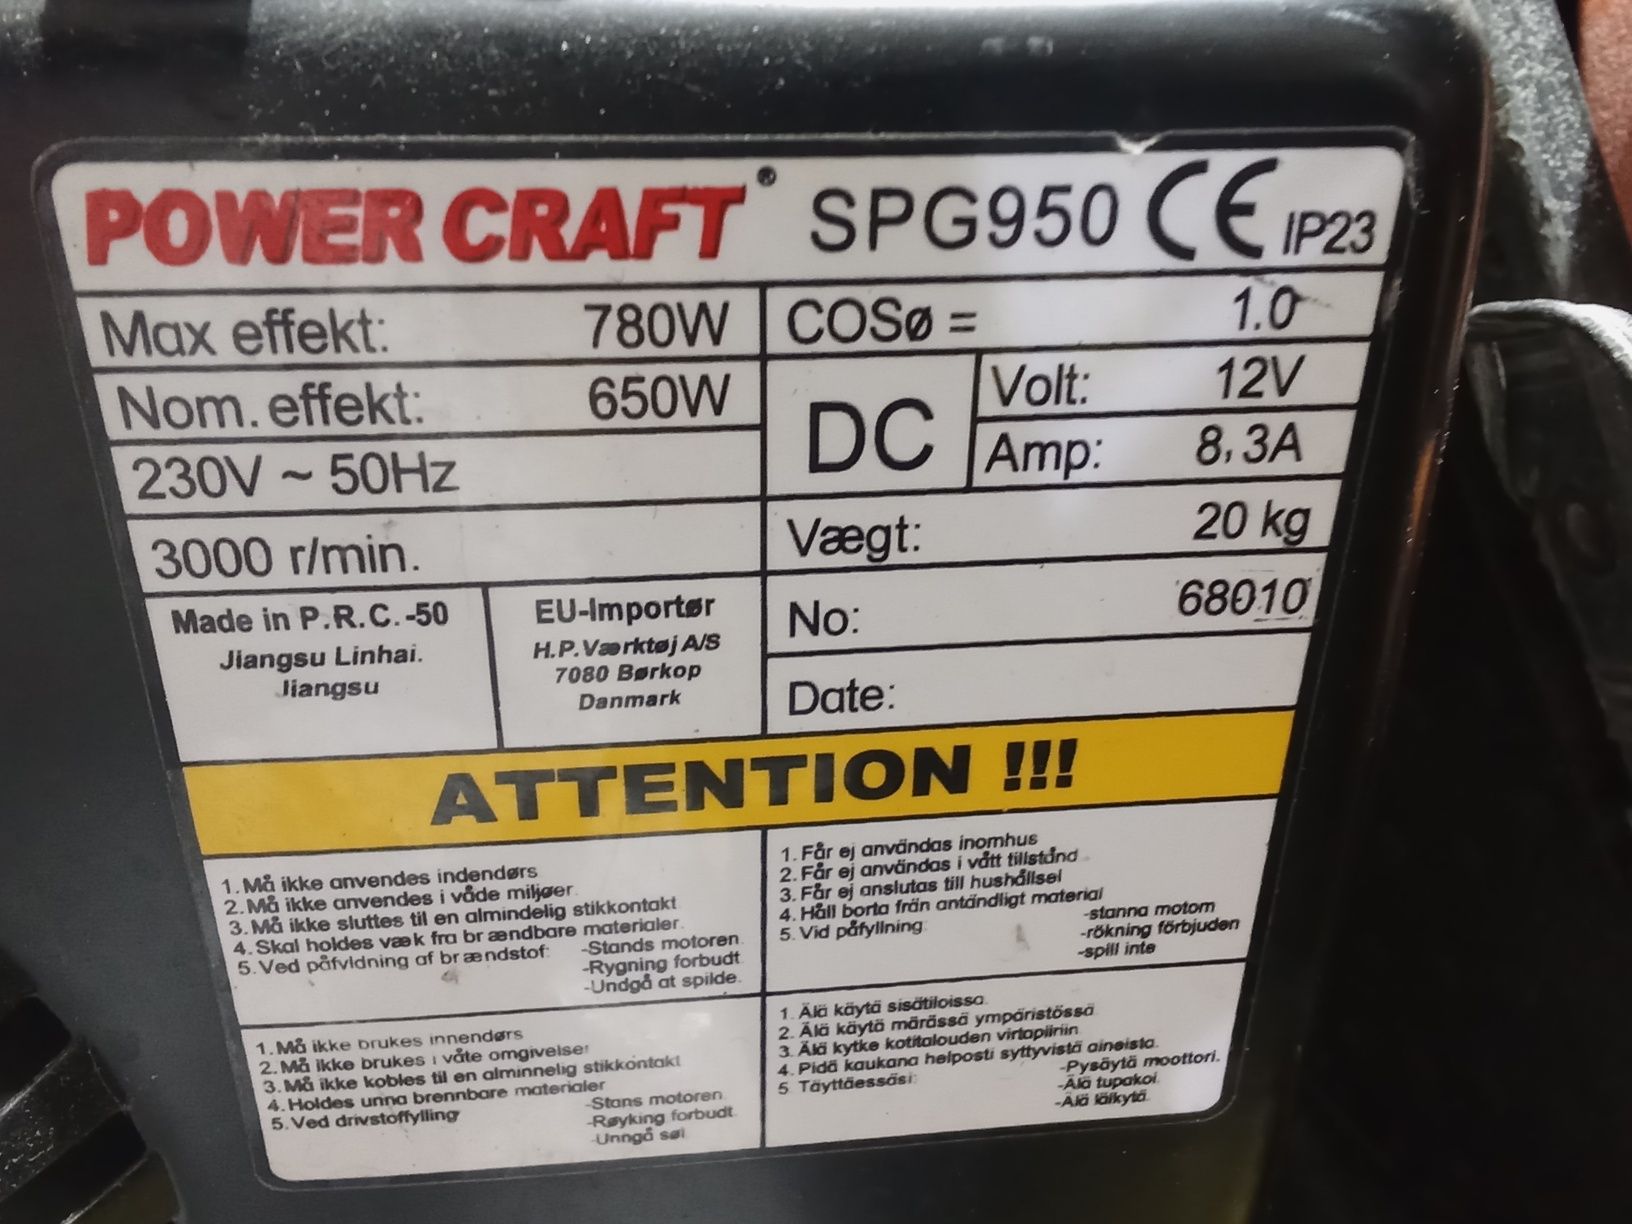 POWER CRAFT® SPG950 CE IP23
Max effekt: 780W
Nom. effekt: 650W
230V ~ 50Hz
3000 r/min.
COSø = 1.0
DC
Volt: 12V
Amp: 8,3A
Vægt: 20 kg
No: 68010
Date:
Made in P.R.C.-50
Jiangsu Linhai.
Jiangsu
EU-Importør
H.P.Værktøj A/S
7080 Børkop
Danmark
ATTENTION !!!
1. Må ikke anvendes indendørs
2. Må ikke anvendes i våde miljøer.
3. Må ikke sluttes til en almindelig stikkontakt
4. Skal holdes væk fra brændbare materialer.
5. Ved påfyldning af brændstof: -Stands motoren.
-Rygning forbudt
-Undgå at spilde.
1. Får ej användas inomhus
2. Får ej användas i vått tillstånd
3. Får ej anslutas till hushållsel
4. Håll borta frän antändligt material
5. Vid påfyllning: -stanna motorn
-rökning förbjuden
-spill inte
1. Må ikke brukes innendørs
2. Må ikke brukes i våte omgivelser
3. Må ikke kobles til en alminnelig stikkontakt
4. Holdes unna brennbare materialer
5. Ved drivstoffylling -Stans motoren.
-Røyking forbudt.
-Unngå søl
1. Älä käytä sisätiloissa.
2. Älä käytä märässä ympäristössä
3. Älä kytke kotitalouden virtapiiriin
4. Pidä kaukana helposti syttyvistä aineista.
5. Täyttäessäsi: -Pysäytä moottori.
-Älä tupakoi.
-Älä läikytä.